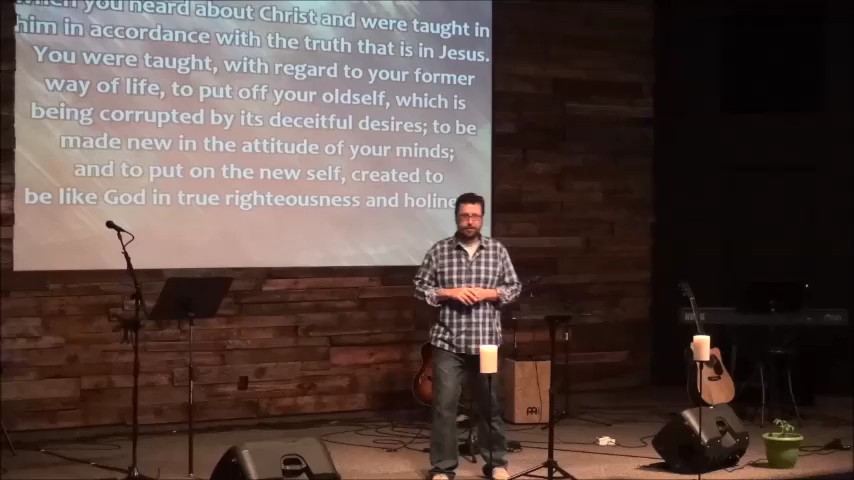 when you heard about Christ and were taught in
him in accordance with the truth that is in Jesus.
You were taught, with regard to your former
way of life, to put off your oldself, which is
being corrupted by its deceitful desires; to be
made new in the attitude of your minds;
and to put on the new self, created to
be like God in true righteousness and holine
KORG
MEINL